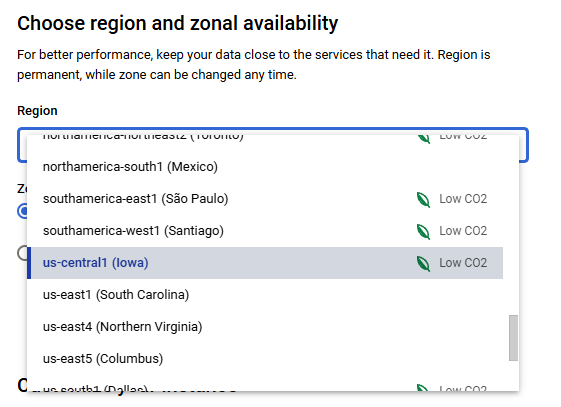 Choose region and zonal availability
For better performance, keep your data close to the services that need it. Region is
permanent, while zone can be changed any time.
Region
northamerica-northeast2 (Toronto) Low CO2
northamerica-south1 (Mexico)
southamerica-east1 (São Paulo) Low CO2
southamerica-west1 (Santiago) Low CO2
us-central1 (Iowa) Low CO2
us-east1 (South Carolina)
us-east4 (Northern Virginia)
us-east5 (Columbus)
us-south1 (Dallas) Low CO2